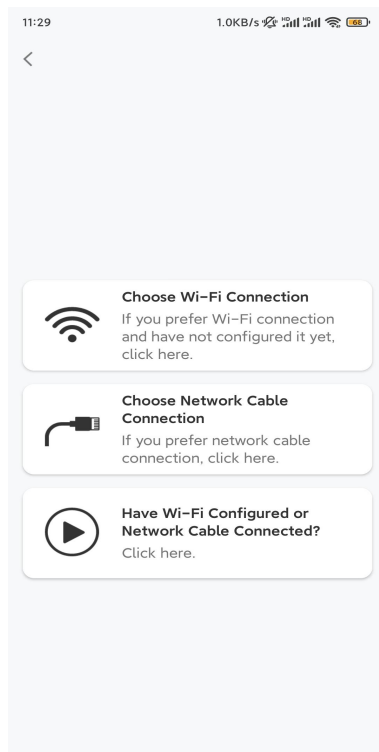 11:29
1.0KB/s HD HD 68
Choose Wi-Fi Connection
If you prefer Wi-Fi connection
and have not configured it yet,
click here.
Choose Network Cable
Connection
If you prefer network cable
connection, click here.
Have Wi-Fi Configured or
Network Cable Connected?
Click here.